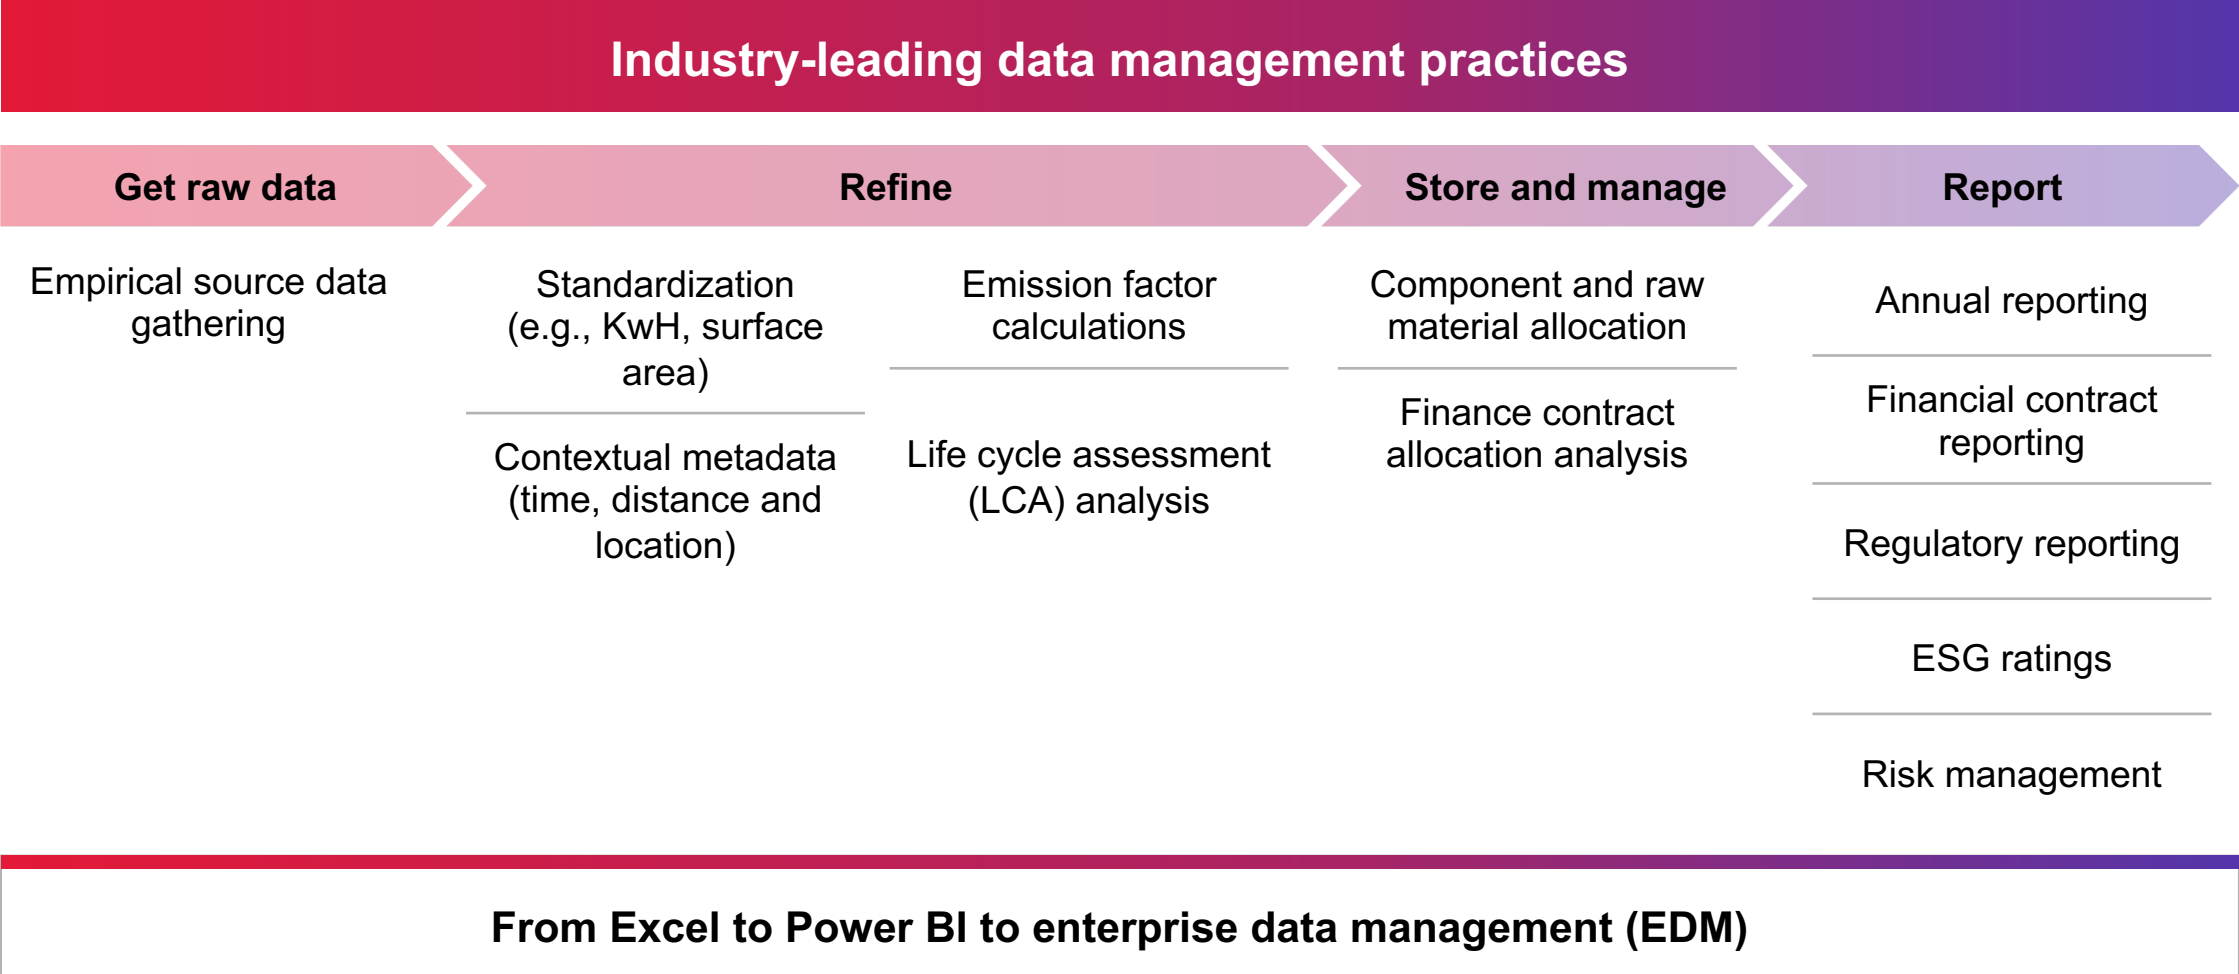 Industry-leading data management practices
Get raw data
Refine
Store and manage
Report
Empirical source data
gathering
Standardization
(e.g., KwH, surface
area)
Contextual metadata
(time, distance and
location)
Emission factor
calculations
Life cycle assessment
(LCA) analysis
Component and raw
material allocation
Finance contract
allocation analysis
Annual reporting
Financial contract
reporting
Regulatory reporting
ESG ratings
Risk management
From Excel to Power BI to enterprise data management (EDM)